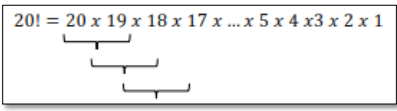 20! = 20 x 19 x 18 x 17 x ... x 5 x 4 x3 x 2 x 1